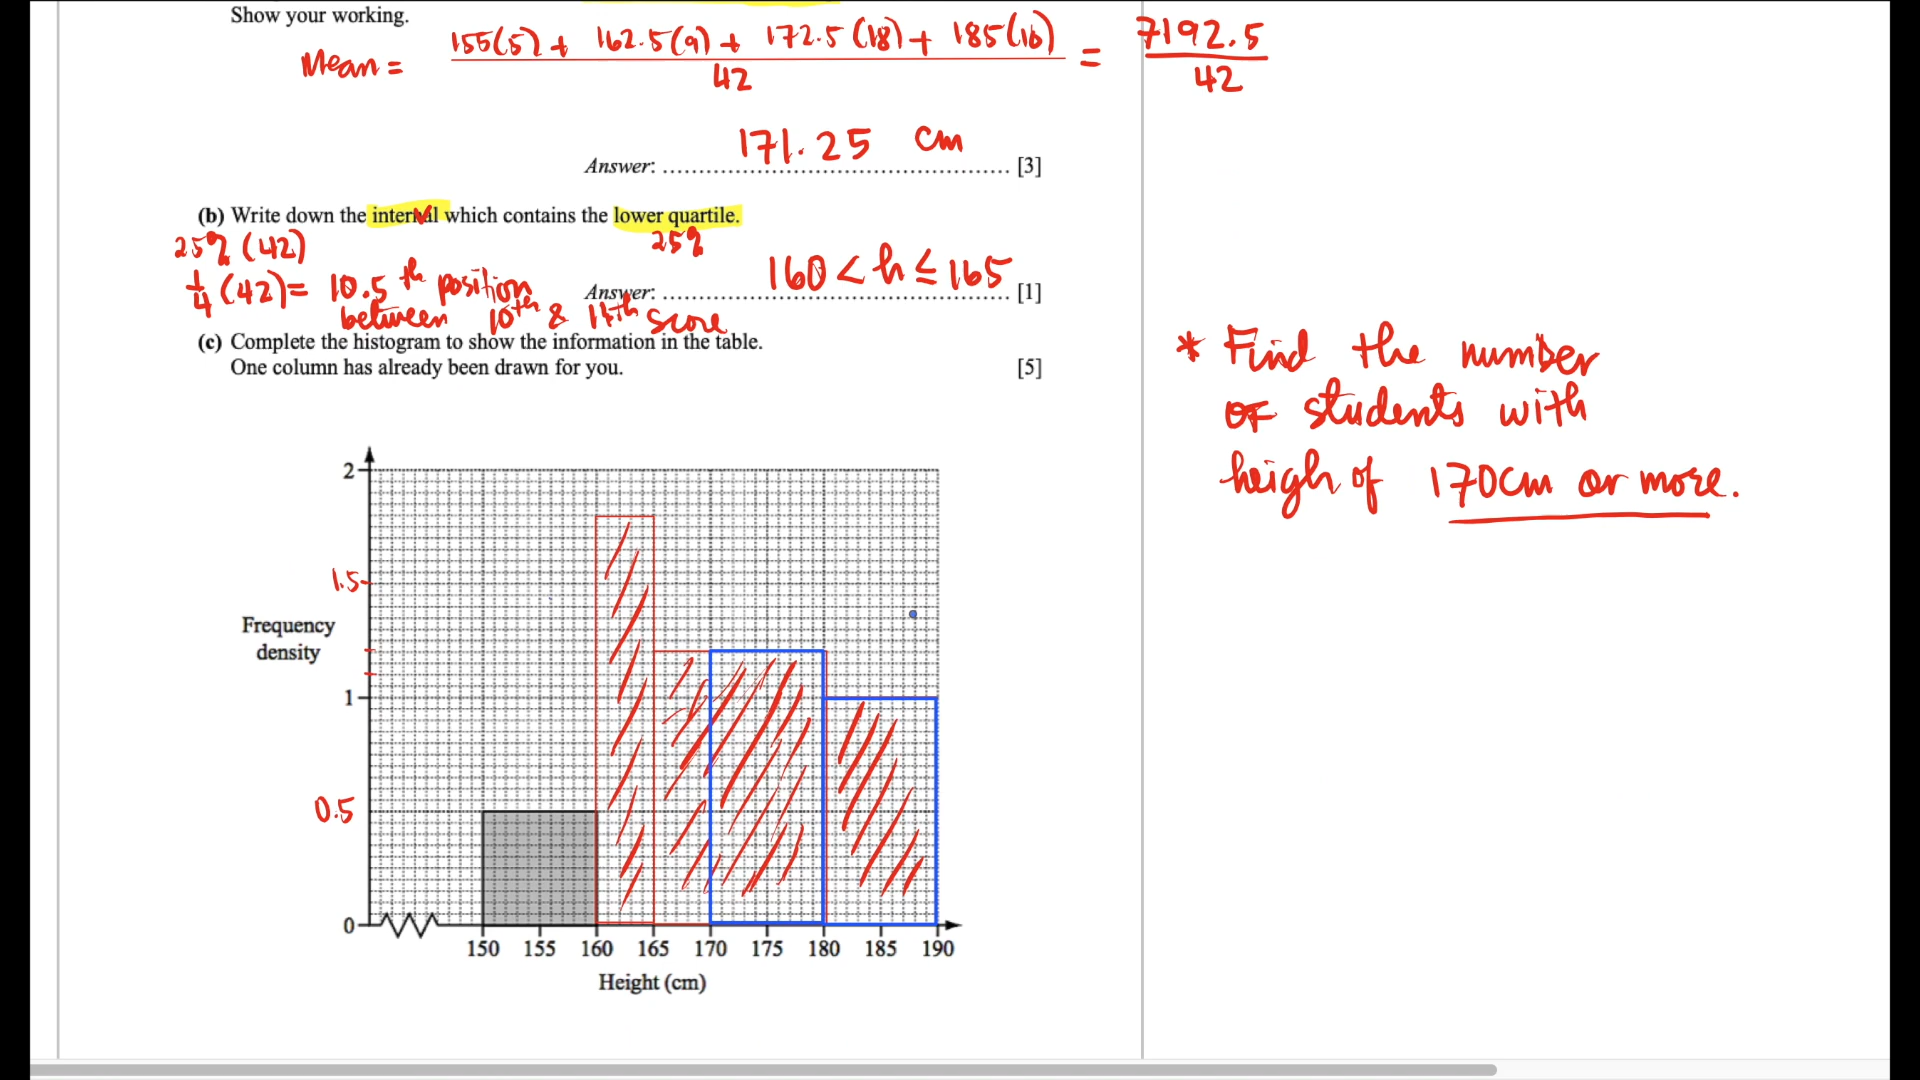 Show your working.
Mean = 155(5) + 162.5(9) + 172.5(18) + 185(10) = 7192.5
42 42
171.25 cm
Answer: ........................................................ [3]
(b) Write down the interval which contains the lower quartile.
25% (42) 25%
1/4 (42) = 10.5th position 160 < h ≤ 165
Answer: ........................................................ [1]
between 10th & 11th score
(c) Complete the histogram to show the information in the table.
One column has already been drawn for you. [5]
* Find the number
of students with
heigh of 170cm or more.
2
1.5
Frequency
density
1
0.5
0
150 155 160 165 170 175 180 185 190
Height (cm)